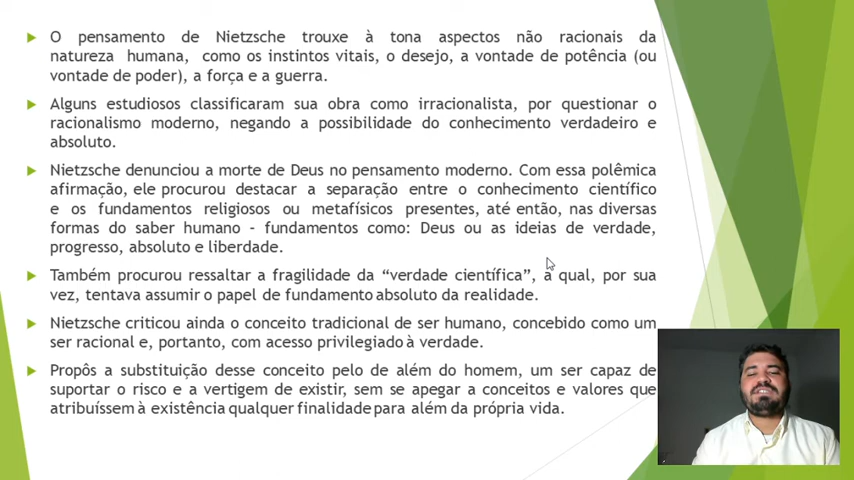 O pensamento de Nietzsche trouxe à tona aspectos não racionais da
natureza humana, como os instintos vitais, o desejo, a vontade de potência (ou
vontade de poder), a força e a guerra.
Alguns estudiosos classificaram sua obra como irracionalista, por questionar o
racionalismo moderno, negando a possibilidade do conhecimento verdadeiro e
absoluto.
Nietzsche denunciou a morte de Deus no pensamento moderno. Com essa polêmica
afirmação, ele procurou destacar a separação entre o conhecimento científico
e os fundamentos religiosos ou metafísicos presentes, até então, nas diversas
formas do saber humano - fundamentos como: Deus ou as ideias de verdade,
progresso, absoluto e liberdade.
Também procurou ressaltar a fragilidade da “verdade científica”, a qual, por sua
vez, tentava assumir o papel de fundamento absoluto da realidade.
Nietzsche criticou ainda o conceito tradicional de ser humano, concebido como um
ser racional e, portanto, com acesso privilegiado à verdade.
Propôs a substituição desse conceito pelo de além do homem, um ser capaz de
suportar o risco e a vertigem de existir, sem se apegar a conceitos e valores que
atribuíssem à existência qualquer finalidade para além da própria vida.